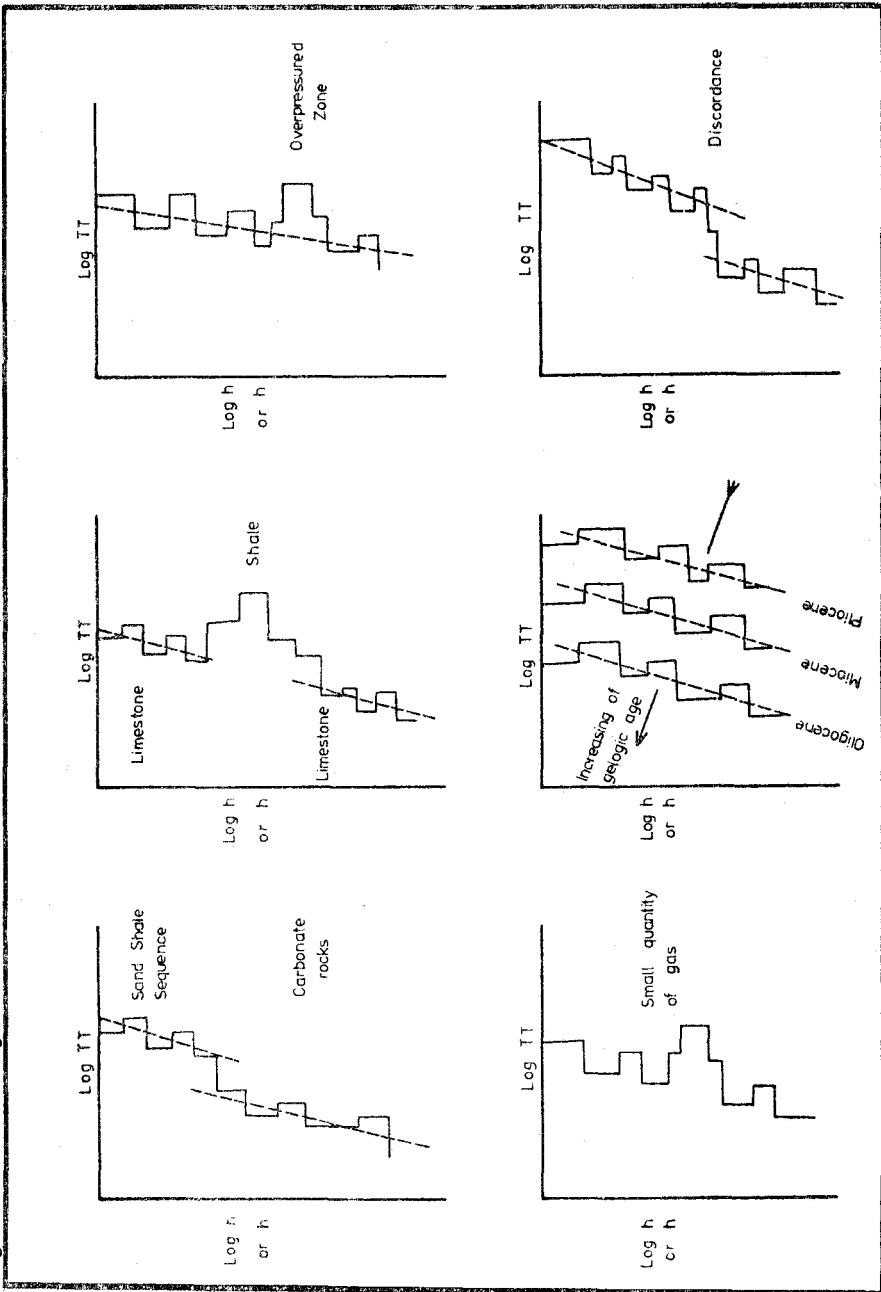 Log TT
Sand Shale
Sequence
Log h
or h
Carbonate
rocks
Log TT
Limestone
Log h
or h
Shale
Limestone
Log TT
Log h
or h
Overpressured
Zone
Log TT
Log h
or h
Small quantity
of gas
Log TT
Log h
or h
Increasing of
gelogic age
Oligocene
Miocene
Pliocene
Log TT
Log h
or h
Discordance